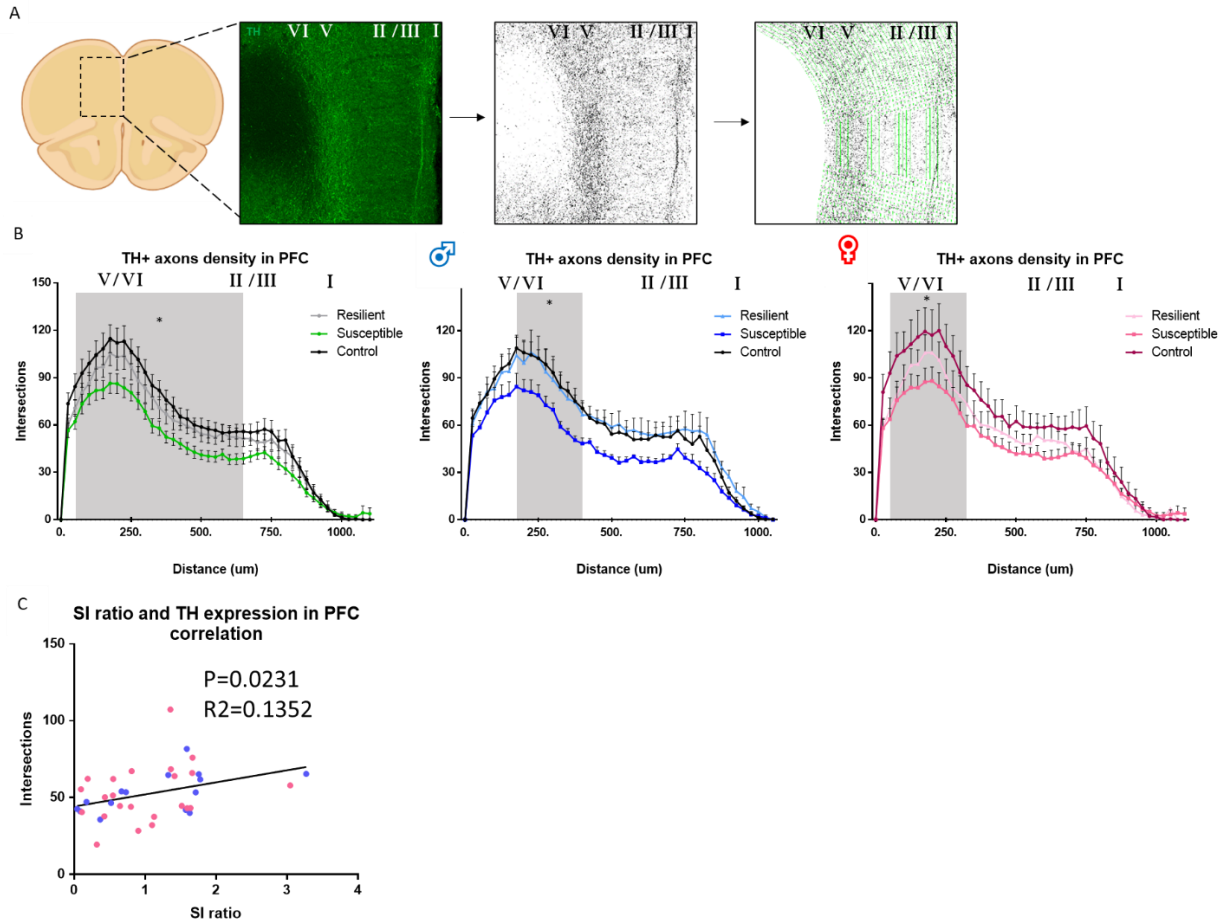 A
TH
VI V II/III I
VI V II/III I
VI V II/III I
B
TH+ axons density in PFC
V/VI II/III I
*
150
120
90
60
30
0
Intersections
0. 250. 500. 750. 1000.
Distance (um)
Resilient
Susceptible
Control
TH+ axons density in PFC
V/VI II/III I
*
150
120
90
60
30
0
Intersections
0. 250. 500. 750. 1000.
Distance (um)
Resilient
Susceptible
Control
TH+ axons density in PFC
V/VI II/III I
*
150
120
90
60
30
0
Intersections
0. 250. 500. 750. 1000.
Distance (um)
Resilient
Susceptible
Control
C
SI ratio and TH expression in PFC
correlation
P=0.0231
R2=0.1352
150
100
50
0
Intersections
0 1 2 3 4
SI ratio